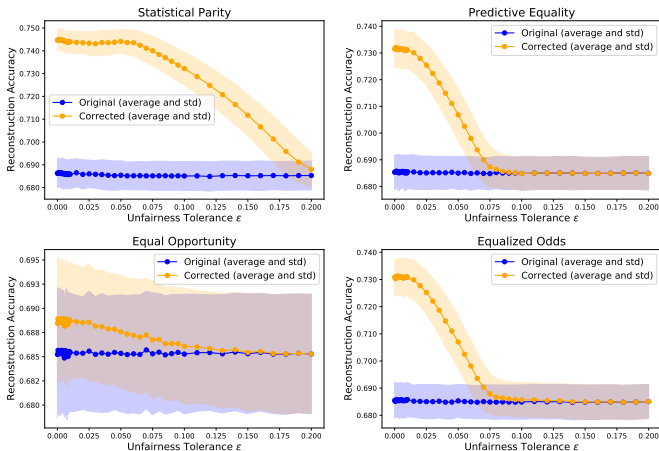 Statistical Parity
Reconstruction Accuracy
0.750
0.740
0.730
0.720
0.710
0.700
0.690
0.680
Original (average and std)
Corrected (average and std)
0.000 0.025 0.050 0.075 0.100 0.125 0.150 0.175 0.200
Unfairness Tolerance ε
Predictive Equality
Reconstruction Accuracy
0.740
0.730
0.720
0.710
0.700
0.690
0.680
Original (average and std)
Corrected (average and std)
0.000 0.025 0.050 0.075 0.100 0.125 0.150 0.175 0.200
Unfairness Tolerance ε
Equal Opportunity
Reconstruction Accuracy
0.695
0.693
0.690
0.688
0.685
0.682
0.680
Original (average and std)
Corrected (average and std)
0.000 0.025 0.050 0.075 0.100 0.125 0.150 0.175 0.200
Unfairness Tolerance ε
Equalized Odds
Reconstruction Accuracy
0.740
0.730
0.720
0.710
0.700
0.690
0.680
Original (average and std)
Corrected (average and std)
0.000 0.025 0.050 0.075 0.100 0.125 0.150 0.175 0.200
Unfairness Tolerance ε